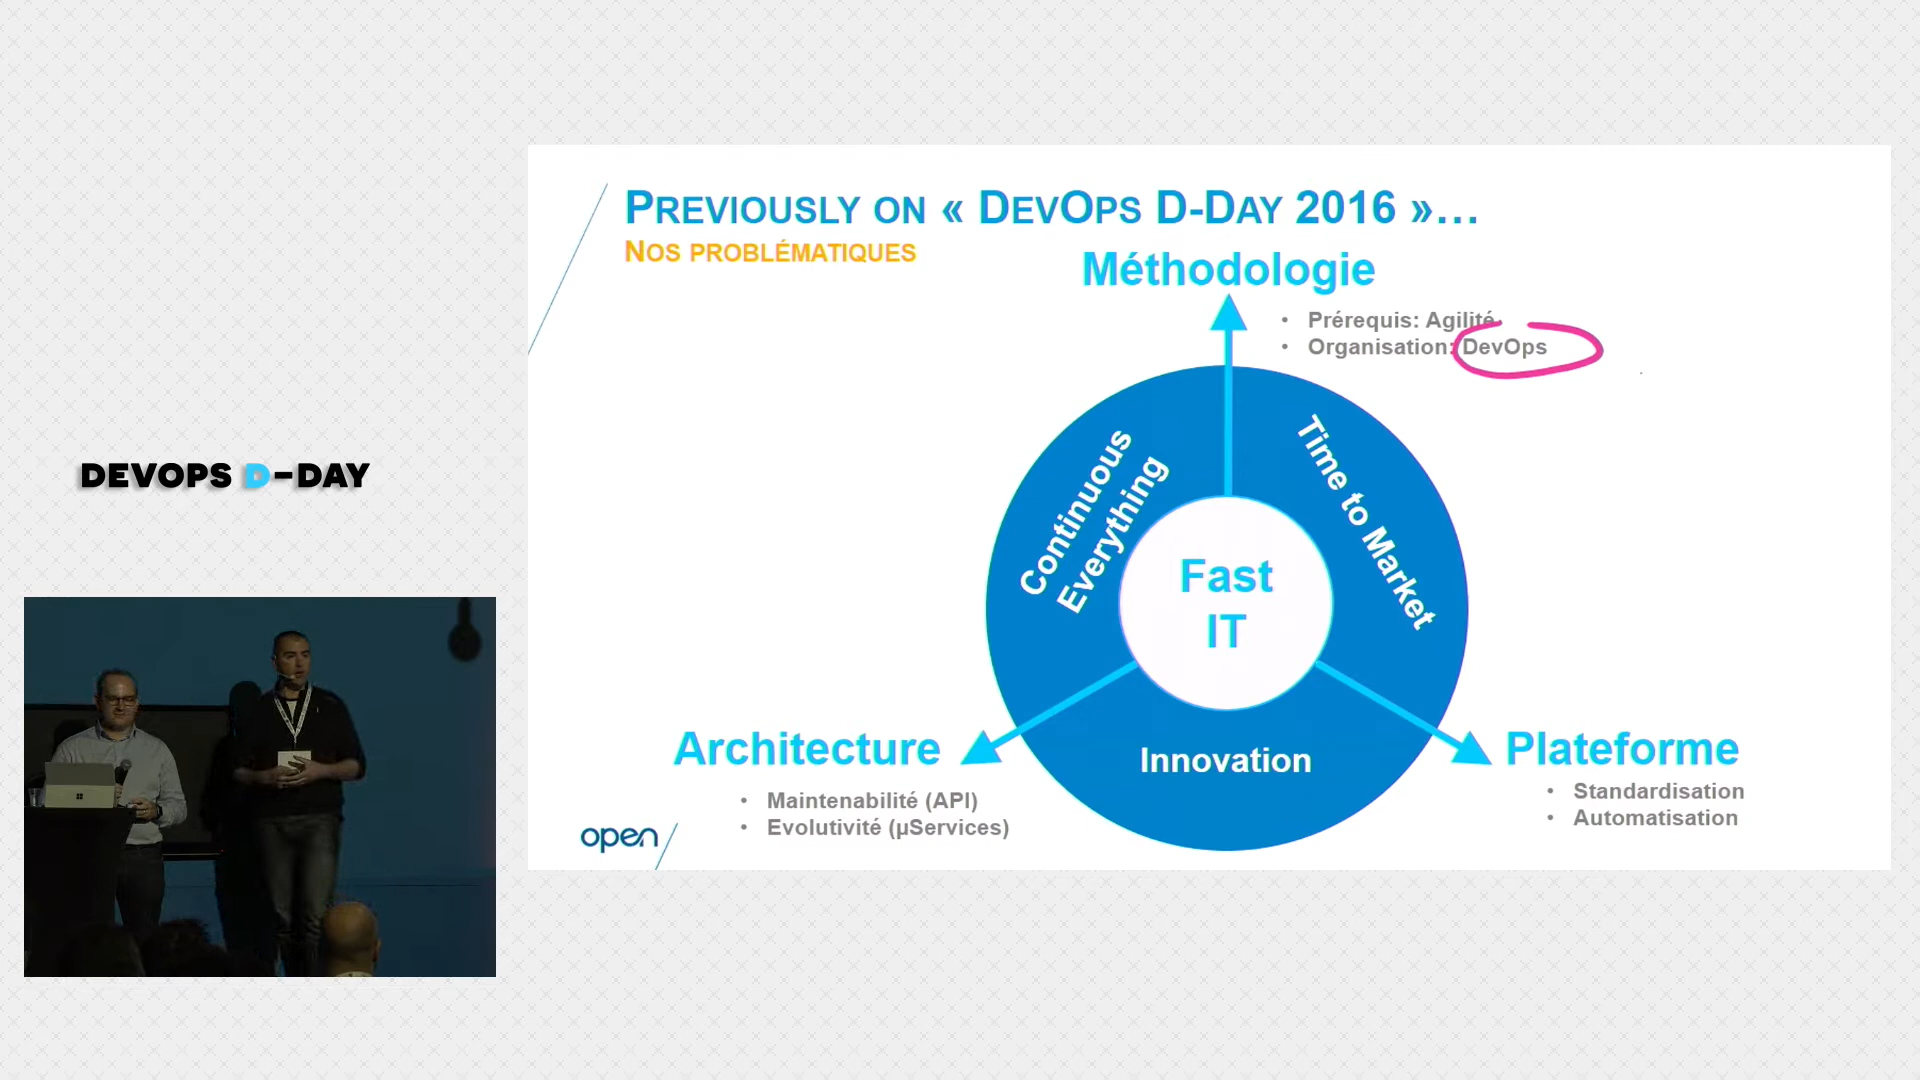 PREVIOUSLY ON « DEVOPS D-DAY 2016 »…
NOS PROBLÉMATIQUES
Méthodologie
• Prérequis: Agilité
• Organisation: DevOps
Continuous
Everything
Time to Market
Fast
IT
Innovation
Architecture
• Maintenabilité (API)
• Evolutivité (µServices)
Plateforme
• Standardisation
• Automatisation
open
DEVOPS D-DAY